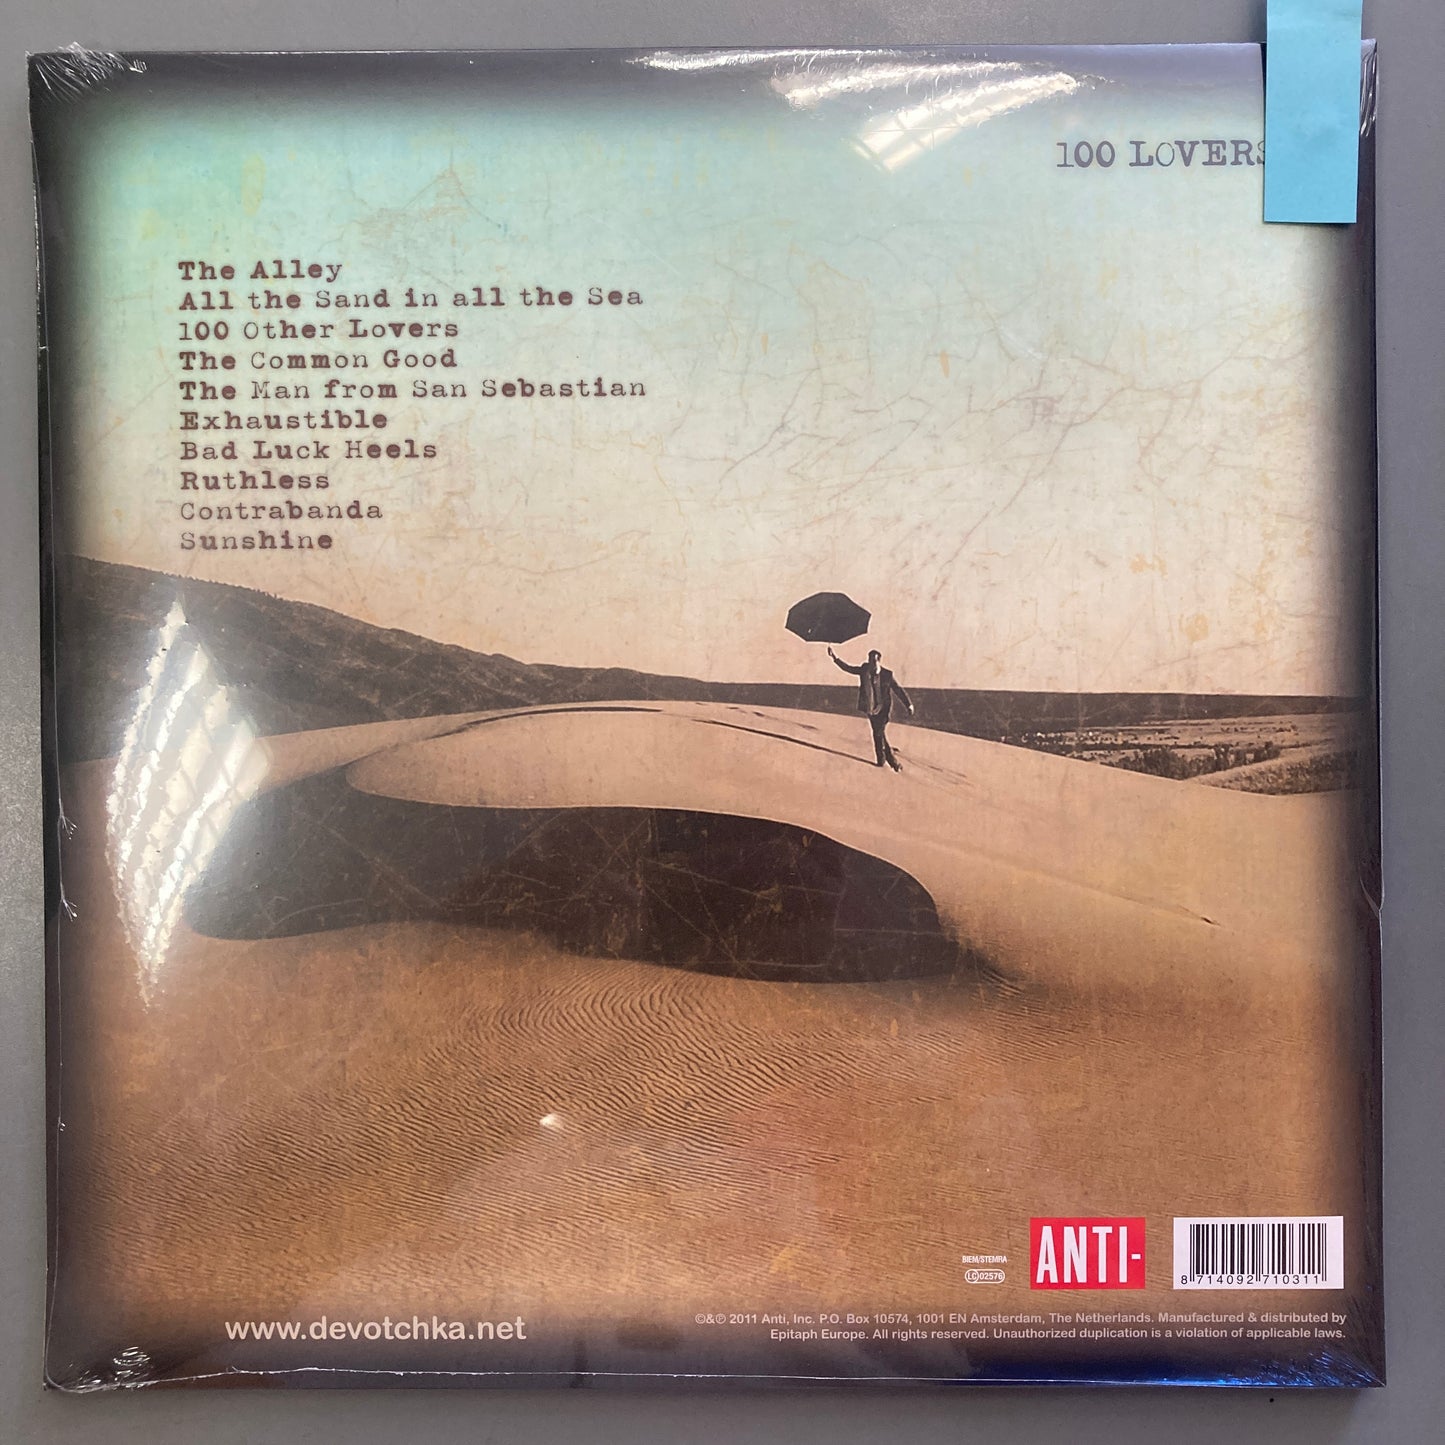 100 LOVERS
The Alley
All the Sand in all the Sea
100 Other Lovers
The Common Good
The Man from San Sebastian
Exhaustible
Bad Luck Heels
Ruthless
Contrabanda
Sunshine
BIEM/STEMRA
LC 02576
ANTI-
8 714092 710311
www.devotchka.net
©&℗ 2011 Anti, Inc. P.O. Box 10574, 1001 EN Amsterdam, The Netherlands. Manufactured & distributed by
Epitaph Europe. All rights reserved. Unauthorized duplication is a violation of applicable laws.